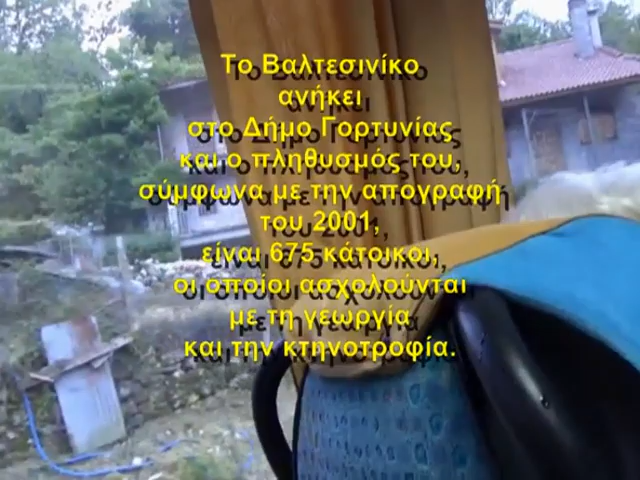 Το Βαλτεσινίκο
ανήκει
στο Δήμο Γορτυνίας
και ο πληθυσμός του,
σύμφωνα με την απογραφή
του 2001,
είναι 675 κάτοικοι,
οι οποίοι ασχολούνται
με τη γεωργία
και την κτηνοτροφία.